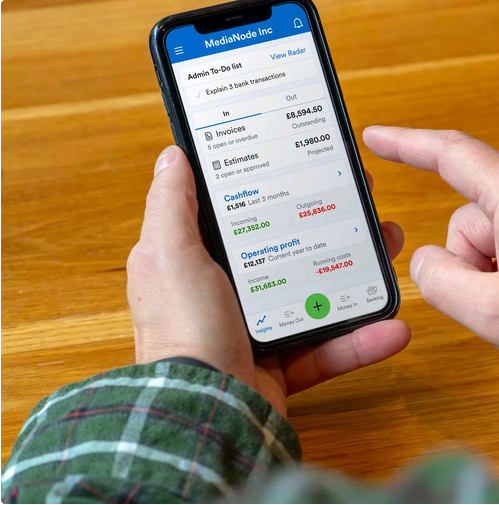 MediaNode Inc
Admin To-Do list View Radar
Explain 3 bank transactions
In Out
Invoices £8,594.50
5 open or overdue Outstanding
Estimates £1,980.00
2 open or approved Projected
Cashflow
£1,516 Last 3 months
Incoming Outgoing
£27,352.00 £25,836.00
Operating profit
£12,137 Current year to date
Income Running costs
£31,683.00 -£19,547.00
Insights Money Out + Money In Banking